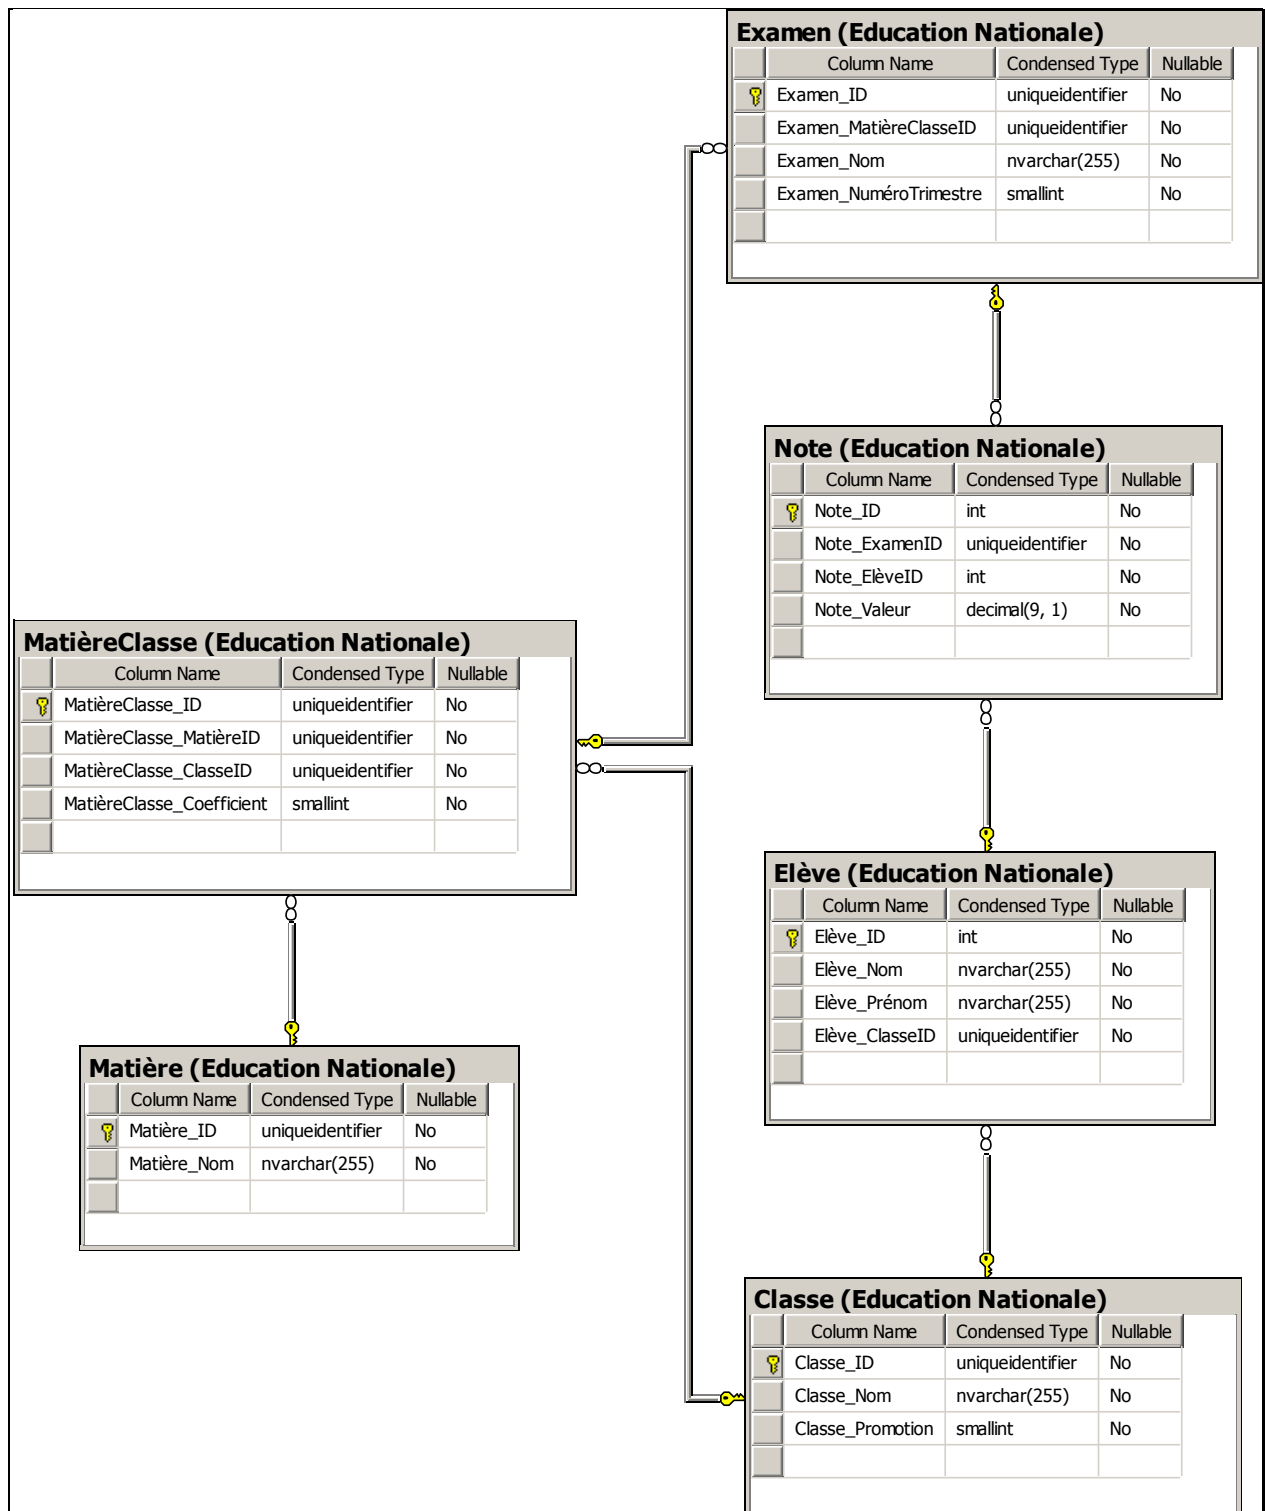 Examen (Education Nationale)
Column Name Condensed Type Nullable
Examen_ID uniqueidentifier No
Examen_MatièreClasseID uniqueidentifier No
Examen_Nom nvarchar(255) No
Examen_NuméroTrimestre smallint No
Note (Education Nationale)
Column Name Condensed Type Nullable
Note_ID int No
Note_ExamenID uniqueidentifier No
Note_ElèveID int No
Note_Valeur decimal(9, 1) No
MatièreClasse (Education Nationale)
Column Name Condensed Type Nullable
MatièreClasse_ID uniqueidentifier No
MatièreClasse_MatièreID uniqueidentifier No
MatièreClasse_ClasseID uniqueidentifier No
MatièreClasse_Coefficient smallint No
Elève (Education Nationale)
Column Name Condensed Type Nullable
Elève_ID int No
Elève_Nom nvarchar(255) No
Elève_Prénom nvarchar(255) No
Elève_ClasseID uniqueidentifier No
Matière (Education Nationale)
Column Name Condensed Type Nullable
Matière_ID uniqueidentifier No
Matière_Nom nvarchar(255) No
Classe (Education Nationale)
Column Name Condensed Type Nullable
Classe_ID uniqueidentifier No
Classe_Nom nvarchar(255) No
Classe_Promotion smallint No